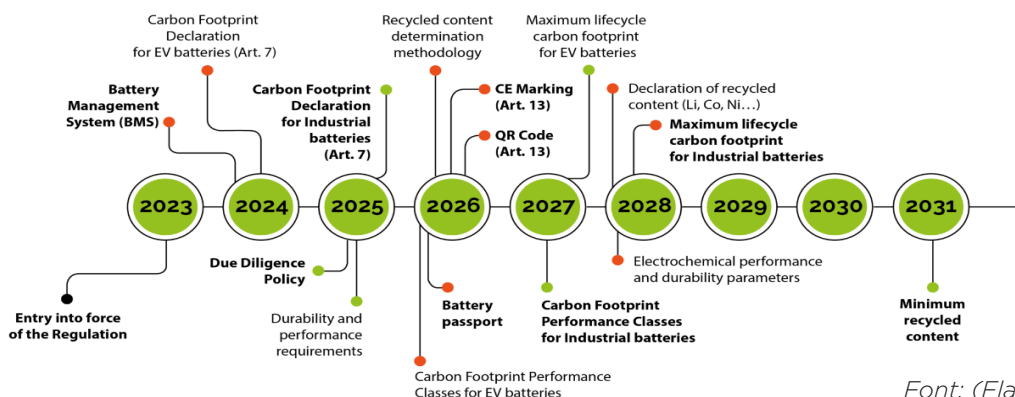 Carbon Footprint
Declaration
for EV batteries (Art. 7)
Recycled content
determination
methodology
Maximum lifecycle
carbon footprint
for EV batteries
Battery
Management
System (BMS)
Carbon Footprint
Declaration
for Industrial
batteries
(Art. 7)
CE Marking
(Art. 13)
QR Code
(Art. 13)
Declaration of recycled
content (Li, Co, Ni...)
Maximum lifecycle
carbon footprint
for Industrial batteries
2023
2024
2025
2026
2027
2028
2029
2030
2031
Entry into force
of the Regulation
Due Diligence
Policy
Durability and
performance
requirements
Battery
passport
Carbon Footprint Performance
Classes for EV batteries
Carbon Footprint
Performance Classes
for Industrial batteries
Electrochemical performance
and durability parameters
Minimum
recycled
content
Font: (Fla